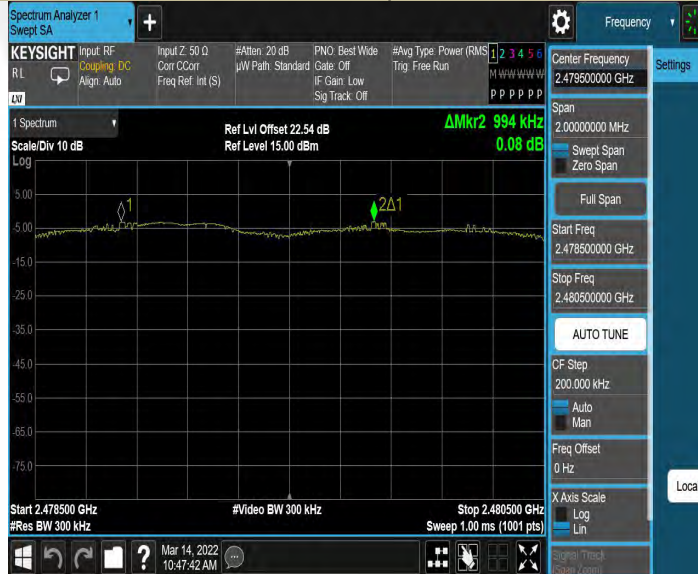 Spectrum Analyzer 1
Swept SA
Frequency
KEYSIGHT
RL
LXI
Input: RF
Coupling: DC
Align: Auto
Input Z: 50 Ω
Corr CCorr
Freq Ref: Int (S)
#Atten: 20 dB
µW Path: Standard
PNO: Best Wide
Gate: Off
IF Gain: Low
Sig Track: Off
#Avg Type: Power (RMS
Trig: Free Run
1 2 3 4 5 6
M W W W W W
P P P P P P
1 Spectrum
Scale/Div 10 dB
Ref Lvl Offset 22.54 dB
Ref Level 15.00 dBm
ΔMkr2 994 kHz
0.08 dB
Log
5.00
-5.00
-15.0
-25.0
-35.0
-45.0
-55.0
-65.0
-75.0
1
2Δ1
Start 2.478500 GHz
#Res BW 300 kHz
#Video BW 300 kHz
Stop 2.480500 GHz
Sweep 1.00 ms (1001 pts)
Mar 14, 2022
10:47:42 AM
?
Center Frequency
2.479500000 GHz
Settings
Span
2.00000000 MHz
Swept Span
Zero Span
Full Span
Start Freq
2.478500000 GHz
Stop Freq
2.480500000 GHz
AUTO TUNE
CF Step
200.000 kHz
Auto
Man
Freq Offset
0 Hz
Loca
X Axis Scale
Log
Lin
Signal Track
(Span Zoom)